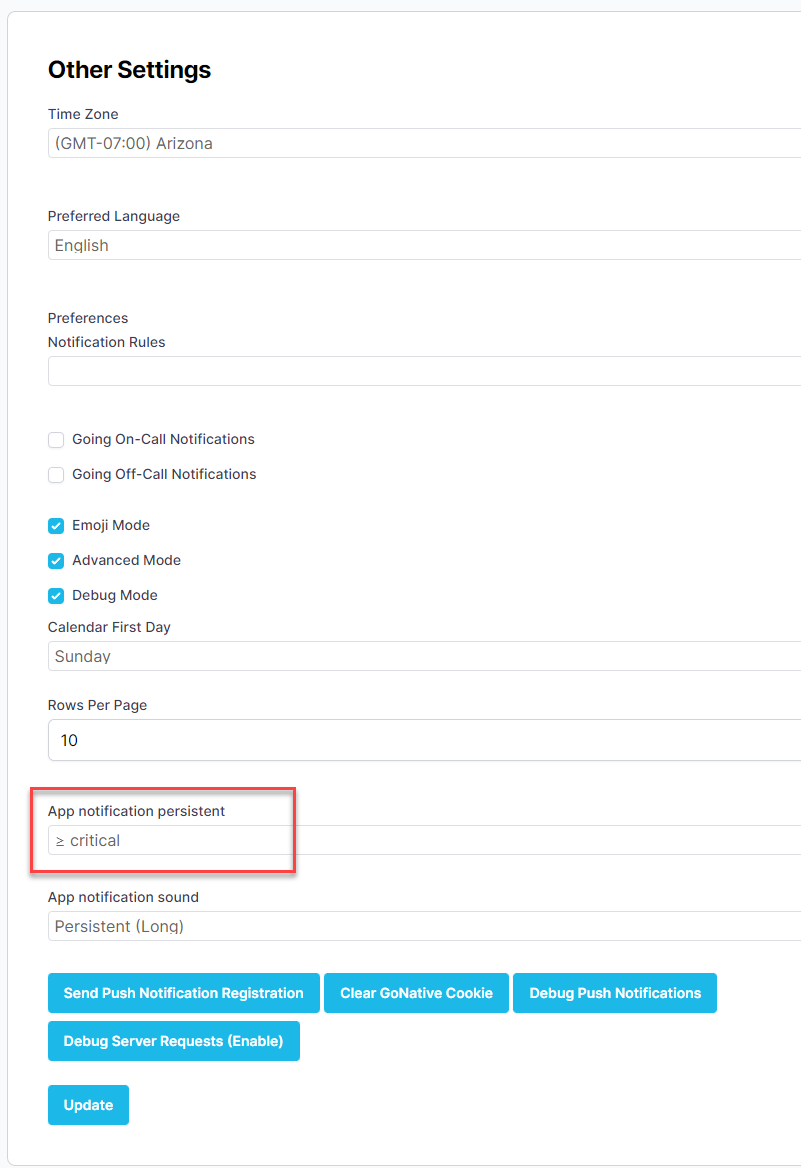 Other Settings
Time Zone
(GMT-07:00) Arizona
Preferred Language
English
Preferences
Notification Rules
Going On-Call Notifications
Going Off-Call Notifications
Emoji Mode
Advanced Mode
Debug Mode
Calendar First Day
Sunday
Rows Per Page
10
App notification persistent
≥ critical
App notification sound
Persistent (Long)
Send Push Notification Registration Clear GoNative Cookie Debug Push Notifications
Debug Server Requests (Enable)
Update